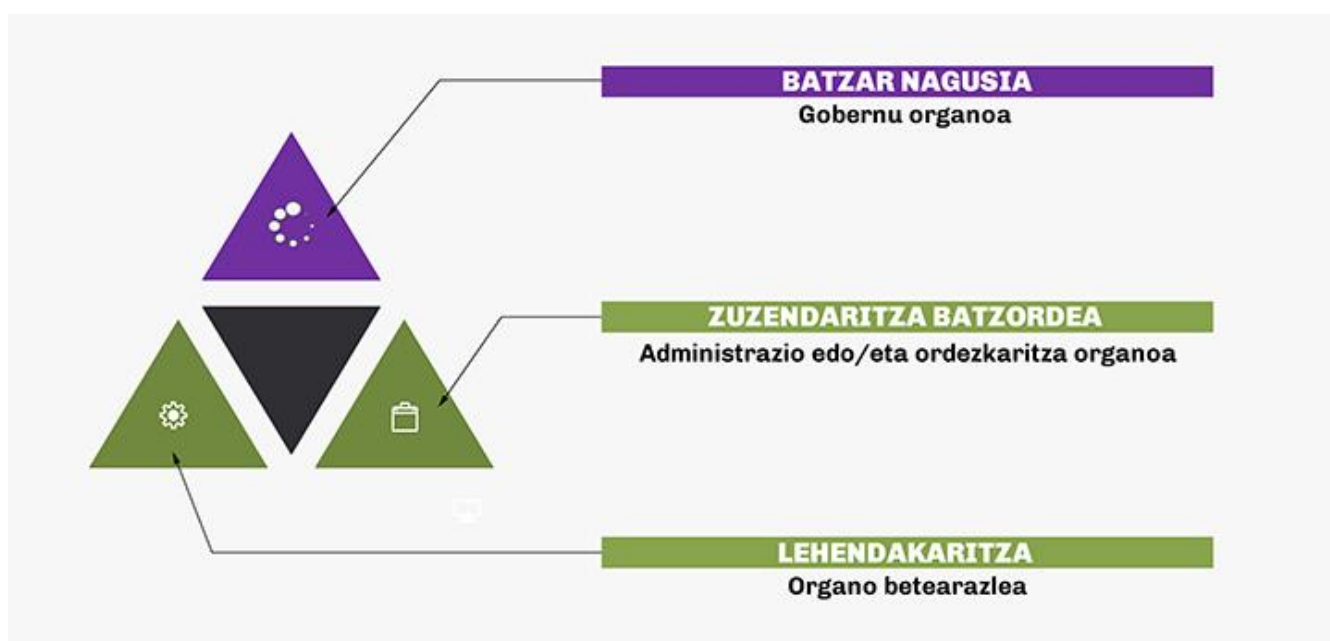 BATZAR NAGUSIA
Gobernu organoa
ZUZENDARITZA BATZORDEA
Administrazio edo/eta ordezkaritza organoa
LEHENDAKARITZA
Organo betearazlea